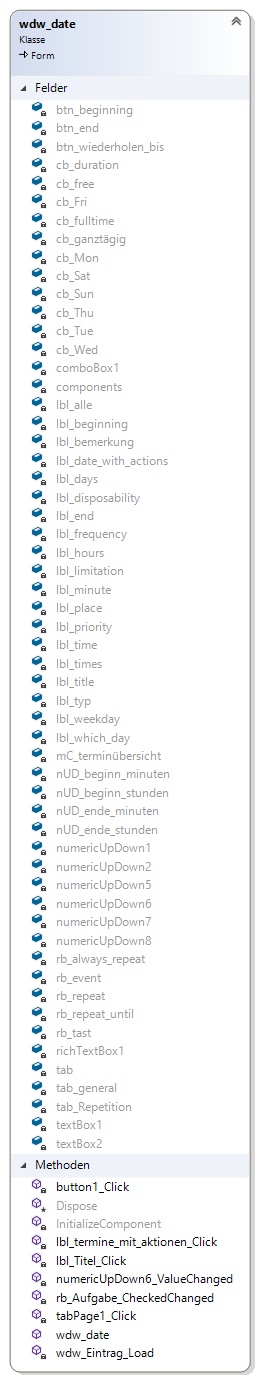 wdw_date
Klasse
Form
Felder
btn_beginning
btn_end
btn_wiederholen_bis
cb_duration
cb_free
cb_Fri
cb_fulltime
cb_ganztägig
cb_Mon
cb_Sat
cb_Sun
cb_Thu
cb_Tue
cb_Wed
comboBox1
components
lbl_alle
lbl_beginning
lbl_bemerkung
lbl_date_with_actions
lbl_days
lbl_disposability
lbl_end
lbl_frequency
lbl_hours
lbl_limitation
lbl_minute
lbl_place
lbl_priority
lbl_time
lbl_times
lbl_title
lbl_typ
lbl_weekday
lbl_which_day
mC_terminübersicht
nUD_beginn_minuten
nUD_beginn_stunden
nUD_ende_minuten
nUD_ende_stunden
numericUpDown1
numericUpDown2
numericUpDown5
numericUpDown6
numericUpDown7
numericUpDown8
rb_always_repeat
rb_event
rb_repeat
rb_repeat_until
rb_tast
richTextBox1
tab
tab_general
tab_Repetition
textBox1
textBox2
Methoden
button1_Click
Dispose
InitializeComponent
lbl_termine_mit_aktionen_Click
lbl_Titel_Click
numericUpDown6_ValueChanged
rb_Aufgabe_CheckedChanged
tabPage1_Click
wdw_date
wdw_Eintrag_Load